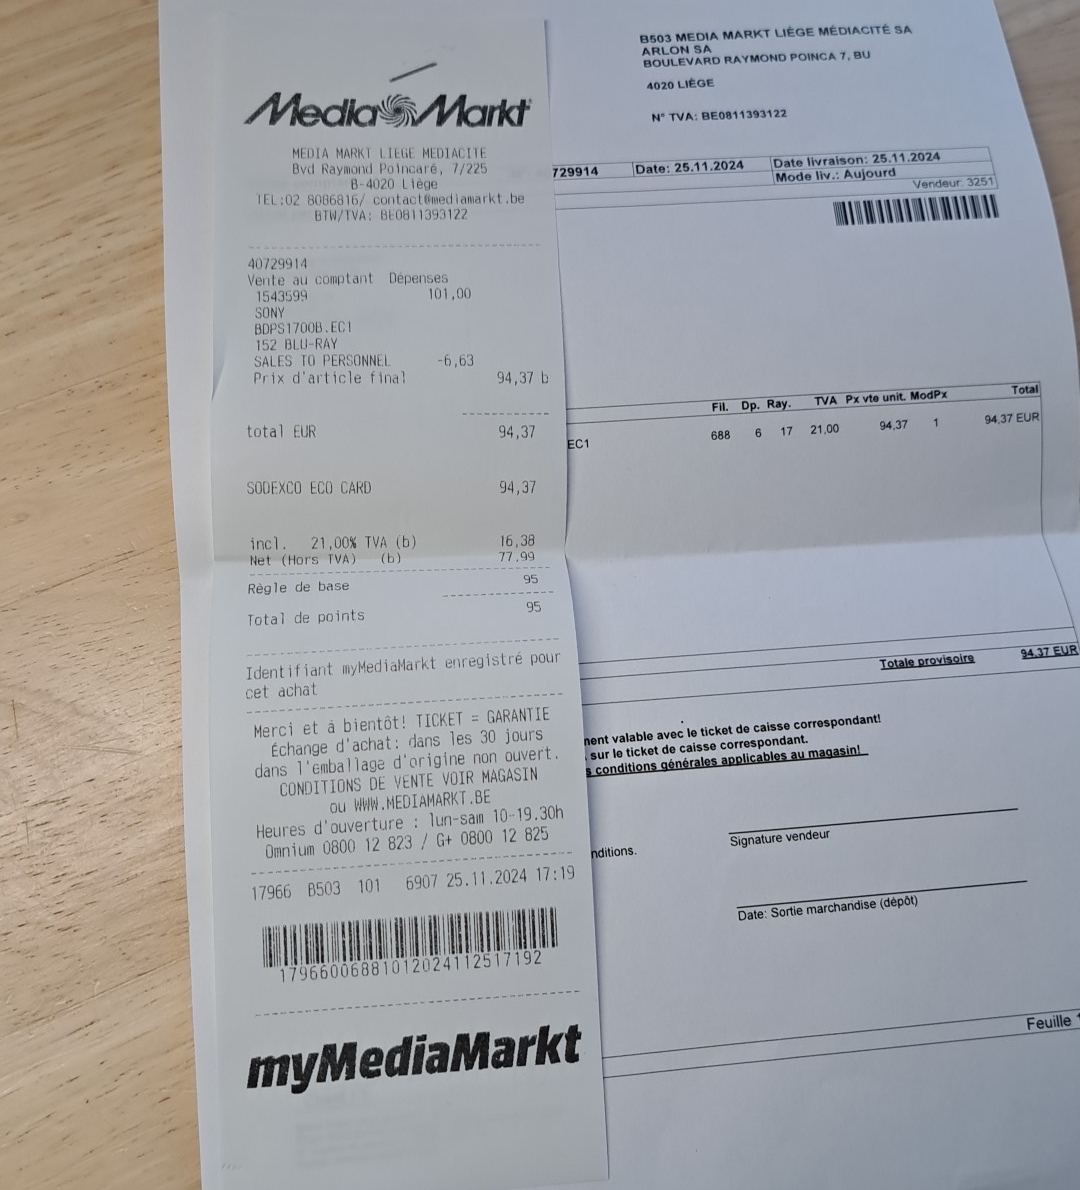 Media Markt
MEDIA MARKT LIEGE MEDIACITE
Bvd Raymond Poincaré, 7/225
B-4020 Liège
TEL:02 8086816/ contact@mediamarkt.be
BTW/TVA: BE0811393122
40729914
Vente au comptant Dépenses
1543599 101,00
SONY
BDPS1700B.EC1
152 BLU-RAY
SALES TO PERSONNEL -6,63
Prix d'article final 94,37 b
total EUR 94,37
SODEXCO ECO CARD 94,37
incl. 21,00% TVA (b) 16,38
Net (Hors TVA) (b) 77,99
Règle de base 95
Total de points 95
Identifiant myMediaMarkt enregistré pour
cet achat
Merci et à bientôt! TICKET = GARANTIE
Échange d'achat: dans les 30 jours
dans l'emballage d'origine non ouvert.
CONDITIONS DE VENTE VOIR MAGASIN
ou WWW.MEDIAMARKT.BE
Heures d'ouverture : lun-sam 10-19.30h
Omnium 0800 12 823 / G+ 0800 12 825
17966 B503 101 6907 25.11.2024 17:19
1796600688101202411251719​2
myMediaMarkt
B503 MEDIA MARKT LIÈGE MÉDIACITÉ SA
ARLON SA
BOULEVARD RAYMOND POINCA 7, BU
4020 LIÈGE
N° TVA: BE0811393122
729914 Date: 25.11.2024 Date livraison: 25.11.2024
Mode liv.: Aujourd
Vendeur: 3251
Fil. Dp. Ray. TVA Px vte unit. ModPx Total
EC1 688 6 17 21,00 94,37 1 94,37 EUR
Totale provisoire 94,37 EUR
nent valable avec le ticket de caisse correspondant!
sur le ticket de caisse correspondant.
s conditions générales applicables au magasin!
Signature vendeur
nditions.
Date: Sortie marchandise (dépôt)
Feuille 1